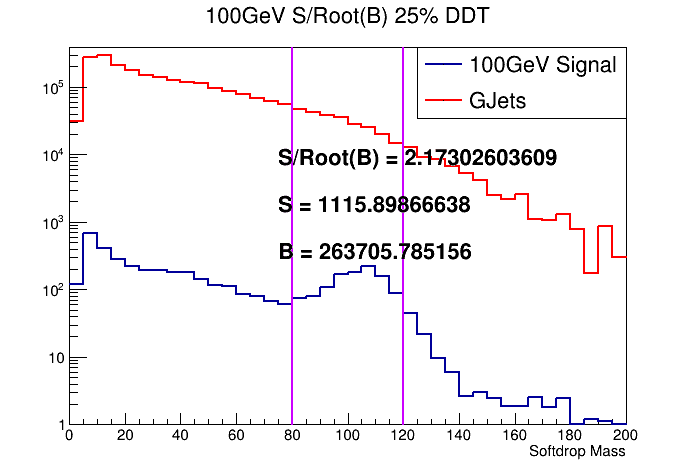 100GeV S/Root(B) 25% DDT
100GeV Signal
GJets
S/Root(B) = 2.17302603609
S = 1115.89866638
B = 263705.785156
10^5
10^4
10^3
10^2
10
1
0 20 40 60 80 100 120 140 160 180 200
Softdrop Mass